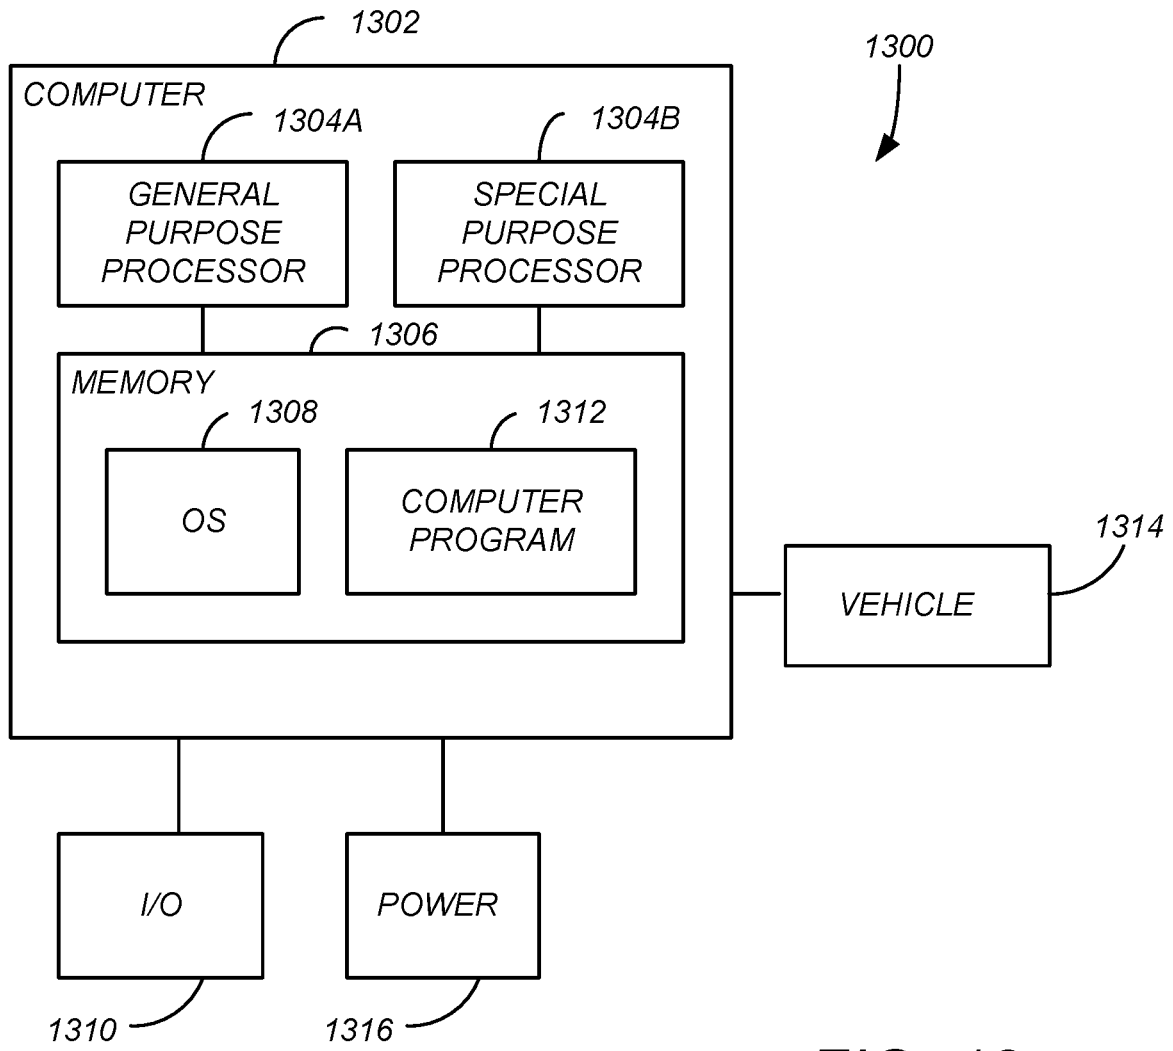 1302
1300
COMPUTER
1304A
1304B
GENERAL
PURPOSE
PROCESSOR
SPECIAL
PURPOSE
PROCESSOR
1306
MEMORY
1308
1312
OS
COMPUTER
PROGRAM
1314
VEHICLE
I/O
POWER
1310
1316